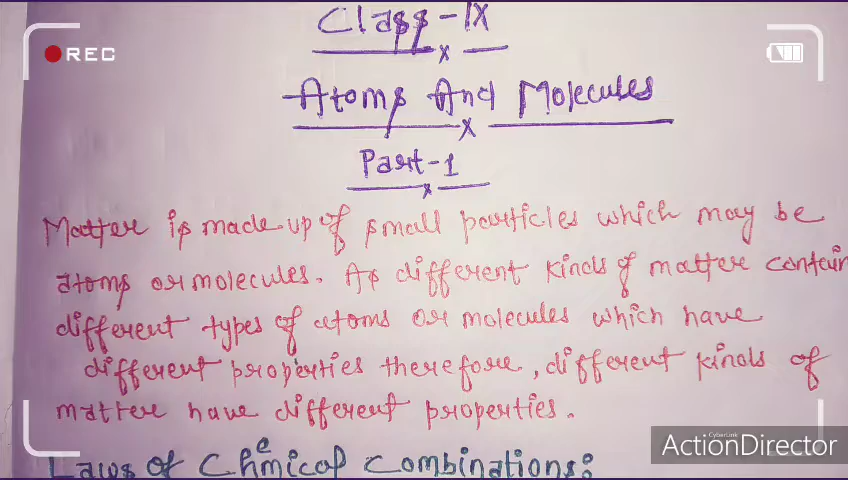 REC
Class-IX
Atoms And Molecules
Part-1
Matter is made up of small particles which may be
atoms or molecules. As different kinds of matter contain
different types of atoms or molecules which have
different properties therefore, different kinds of
matter have different properties.
Laws of Chemical Combinations:
CyberLink
ActionDirector